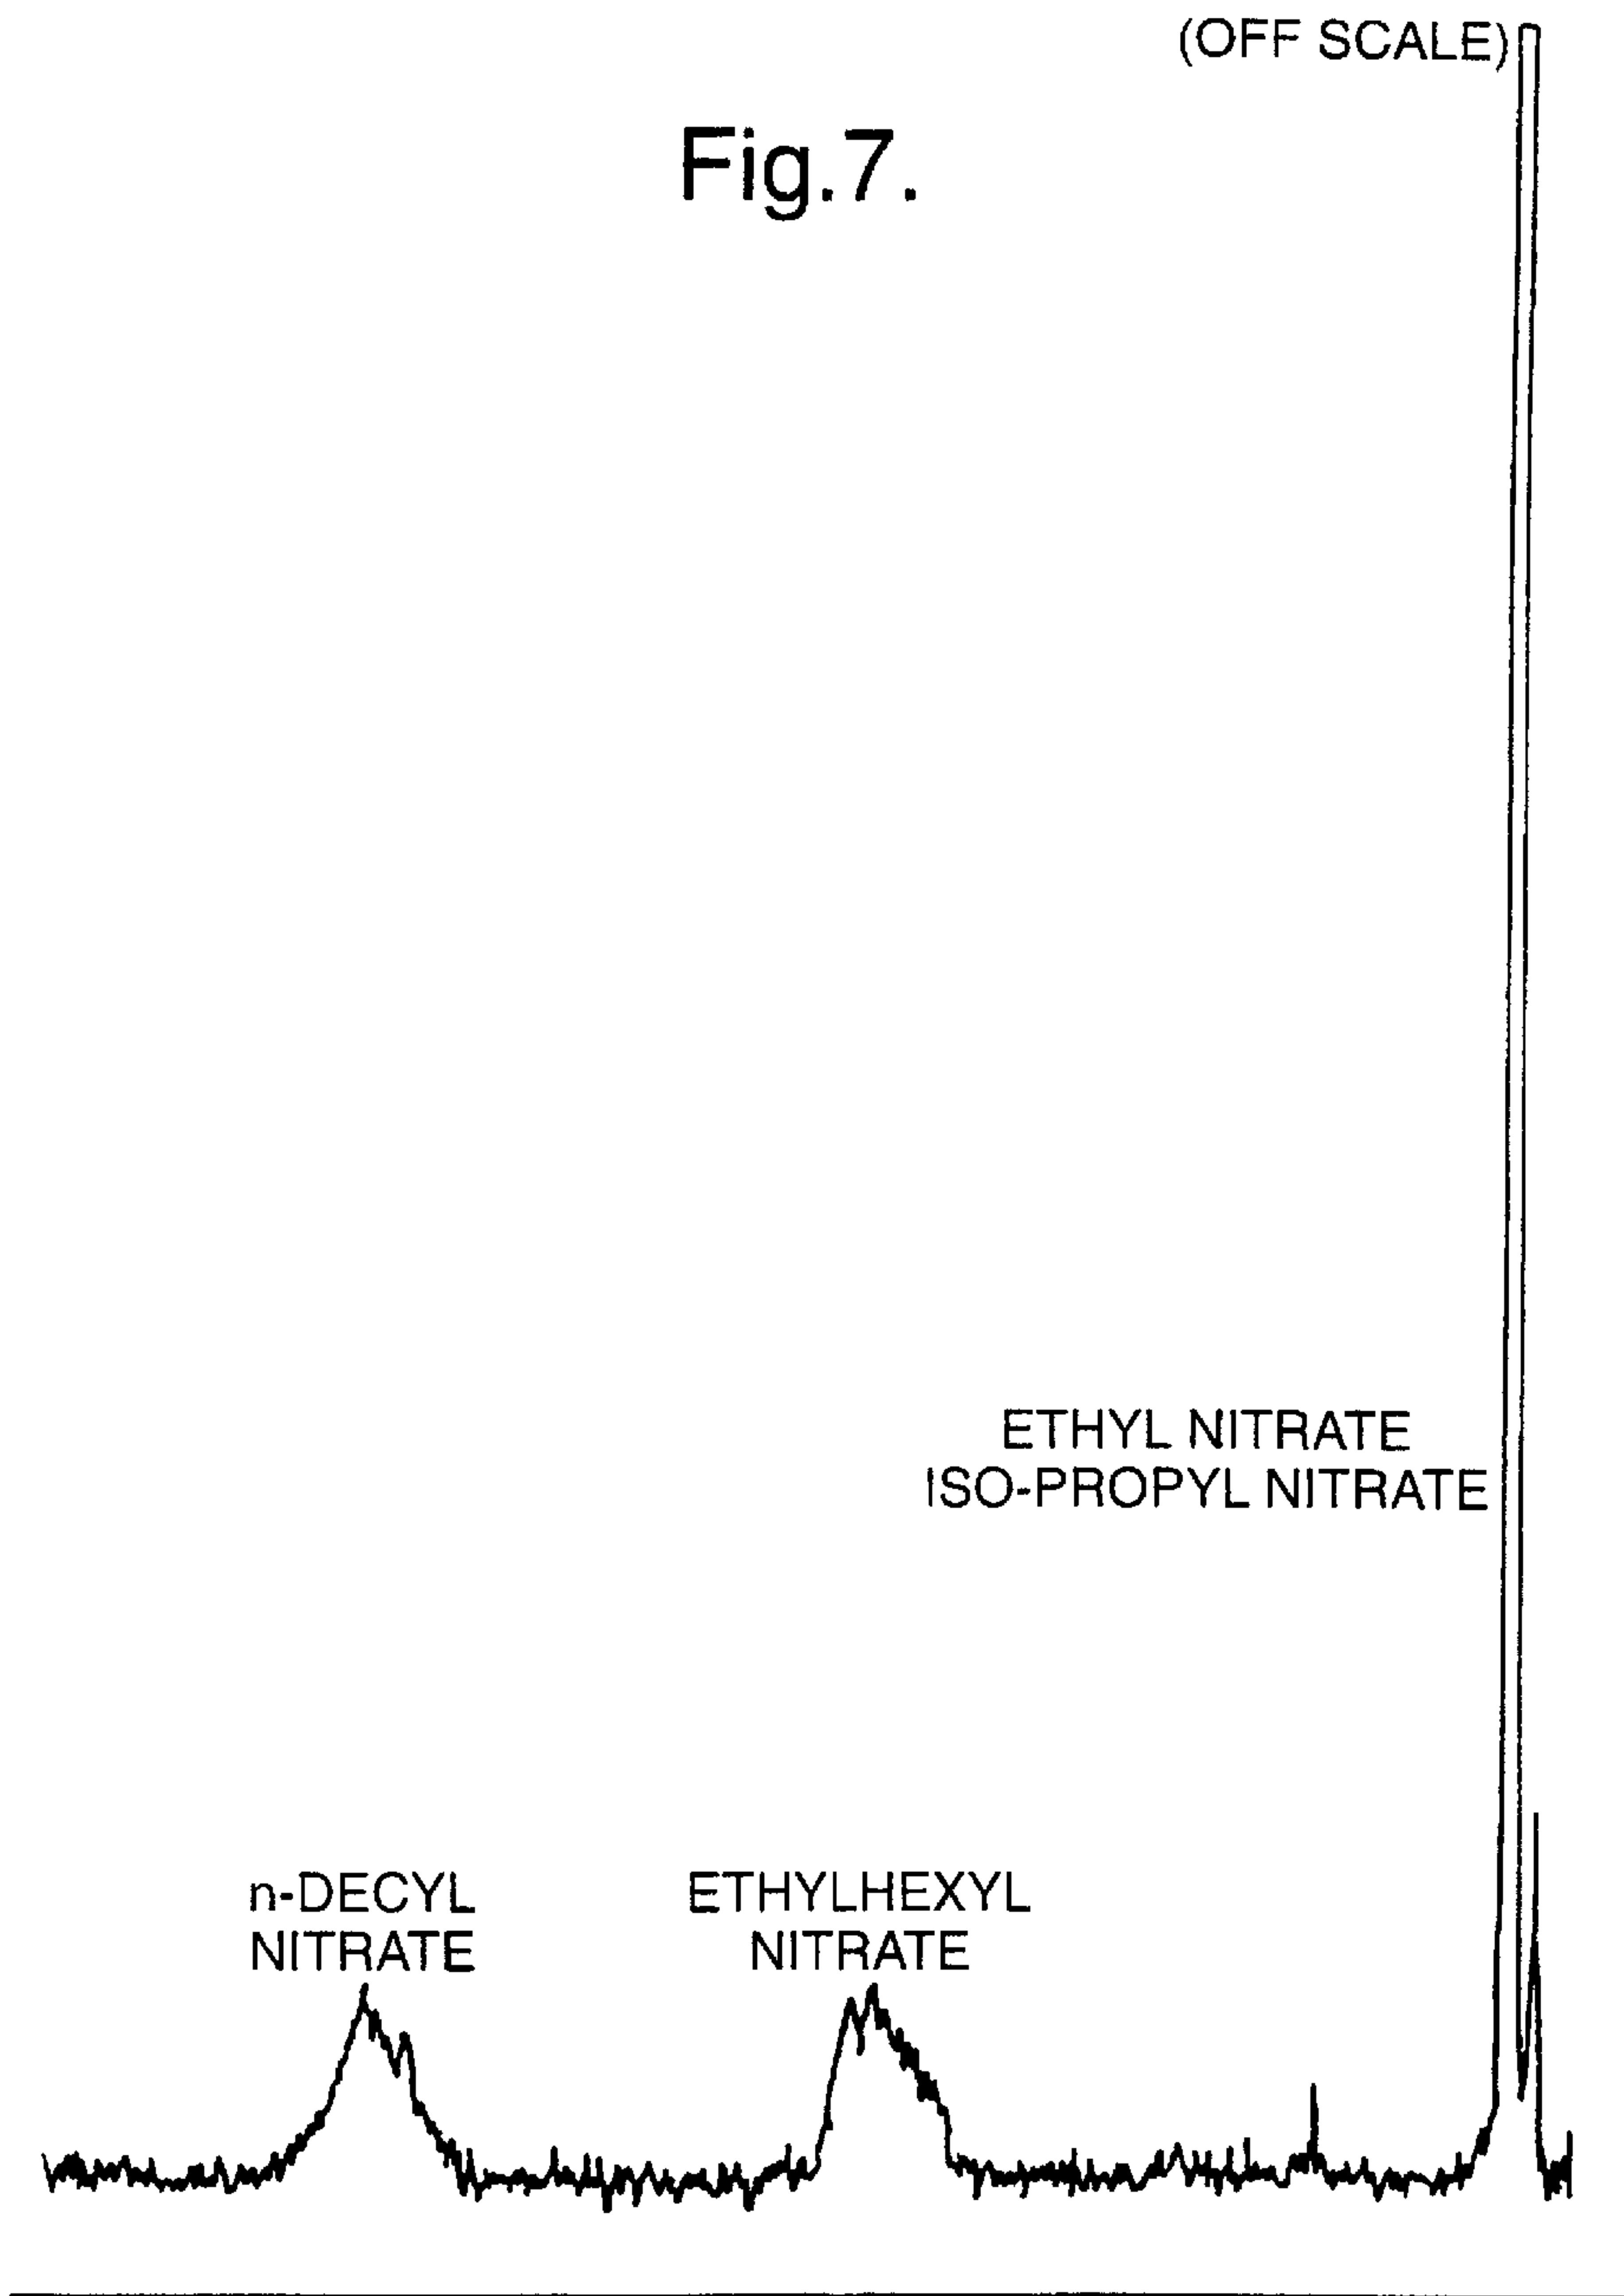 (OFF SCALE)
Fig.7.
ETHYL NITRATE
ISO-PROPYL NITRATE
n-DECYL
NITRATE
ETHYLHEXYL
NITRATE